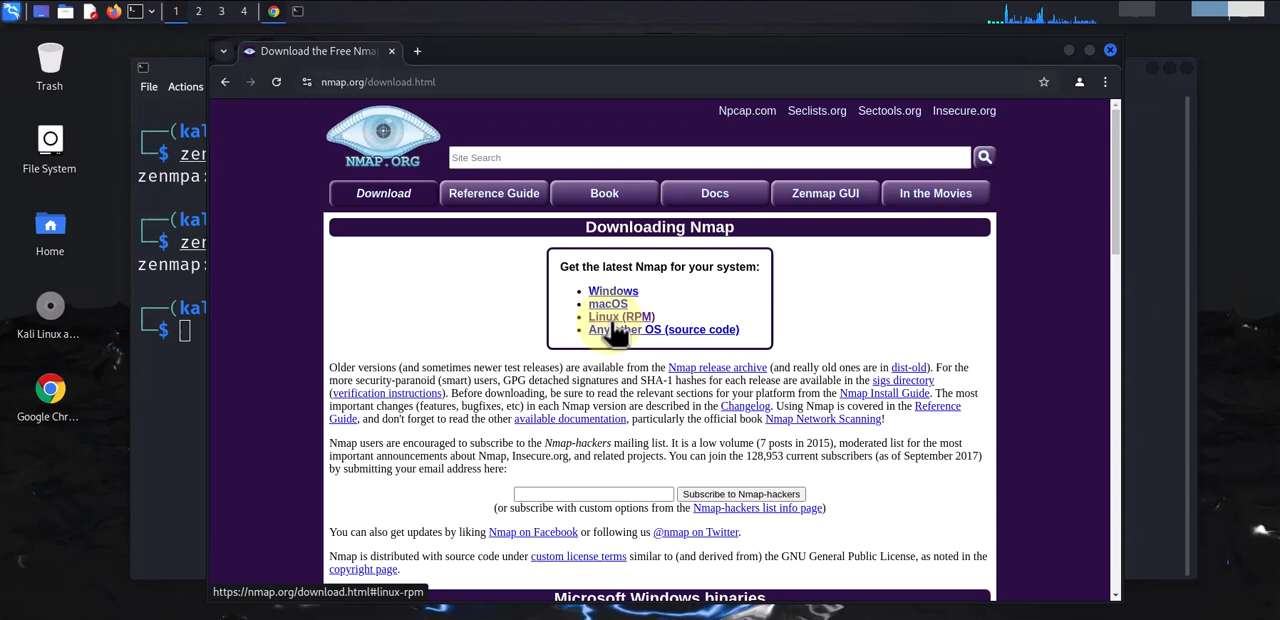 1 2 3 4
Trash
File System
Home
Kali Linux a...
Google Chr...
File Actions
(kal
$ zen
zenmpa:
(kal
$ zen
zenmap:
(kal
$
Download the Free Nma
nmap.org/download.html
Npcap.com Seclists.org Sectools.org Insecure.org
NMAP.ORG
Site Search
Download Reference Guide Book Docs Zenmap GUI In the Movies
Downloading Nmap
Get the latest Nmap for your system:
Windows
macOS
Linux (RPM)
OS (source code)
Older versions (and sometimes newer test releases) are available from the Nmap release archive (and really old ones are in dist-old). For the
more security-paranoid (smart) users, GPG detached signatures and SHA-1 hashes for each release are available in the sigs directory
(verification instructions). Before downloading, be sure to read the relevant sections for your platform from the Nmap Install Guide. The most
important changes (features, bugfixes, etc) in each Nmap version are described in the Changelog. Using Nmap is covered in the Reference
Guide, and don't forget to read the other available documentation, particularly the official book Nmap Network Scanning!
Nmap users are encouraged to subscribe to the Nmap-hackers mailing list. It is a low volume (7 posts in 2015), moderated list for the most
important announcements about Nmap, Insecure.org, and related projects. You can join the 128,953 current subscribers (as of September 2017)
by submitting your email address here:
Subscribe to Nmap-hackers
(or subscribe with custom options from the Nmap-hackers list info page)
You can also get updates by liking Nmap on Facebook or following us @nmap on Twitter.
Nmap is distributed with source code under custom license terms similar to (and derived from) the GNU General Public License, as noted in the
copyright page.
Microsoft Windows binaries
https://nmap.org/download.html#linux-rpm